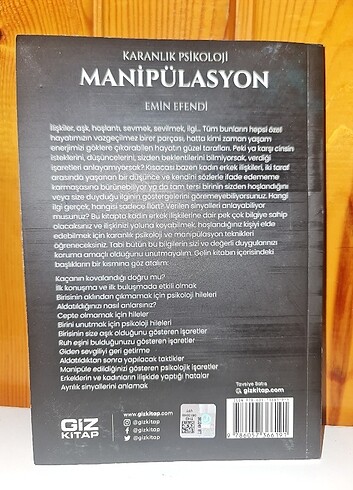 KARANLIK PSİKOLOJİ
MANİPÜLASYON
EMİN EFENDİ
İlişkiler, aşk, hoşlantı, sevmek, sevilmek, ilgi... Tüm bunların hepsi özel
hayatımızın vazgeçilmez birer parçası, hatta kimi zaman yaşam
enerjimizi göklere çıkarabilen hayatın güzel tarafları. Peki ya karşı cinsin
isteklerini, düşüncelerini, sizden beklentilerini bilmiyorsak, verdiği
işaretleri anlayamıyorsak? Kısacası bazen kadın erkek ilişkileri, iki taraf
arasında yaşanan bir düşünce ve kendini sözlerle ifade edememe
karmaşasına bürünebiliyor ya da tam tersi birinin sizden hoşlandığını
veya size duyduğu ilginin göstergelerini göremeyebiliyorsunuz. Hangi
ilgi gerçek, hangisi sadece flört? Verilen sinyalleri anlayabiliyor
musunuz? Bu kitapta kadın erkek ilişkilerine dair pek çok bilgiye sahip
olacaksınız ve ilişkinizi yoluna koyabilmek, hoşlandığınız kişiyi elde
edebilmek için karanlık psikoloji ve manipülasyon teknikleri
öğreneceksiniz. Tabi bütün bu bilgilerin sizi ve değerli duygularınızı
koruma amaçlı olduğunu unutmayalım. Gelin kitabın içerisindeki
başlıkların bir kısmına göz atalım:
Kaçanın kovalandığı doğru mu?
İlk konuşma ve ilk buluşmada etkili olmak
Birisinin aklından çıkmamak için psikoloji hileleri
Aldatıldığınızı nasıl anlarsınız?
Cepte olmamak için hileler
Birini unutmak için psikoloji hileleri
Birisinin size aşık olduğunu gösteren işaretler
Ruh eşini bulduğunuzu gösteren işaretler
Giden sevgiliyi geri getirme
Aldatıldıktan sonra yapılacak taktikler
Manipüle edildiğinizi gösteren psikolojik işaretler
Erkeklerin ve kadınların ilişkide yaptığı hatalar
Ayrılık sinyallerini anlamak
Tavsiye Satış
gizkitap.com
GİZ
KİTAP
@gizkitap
@gizkitap
@gizkitap
9 786057 366191